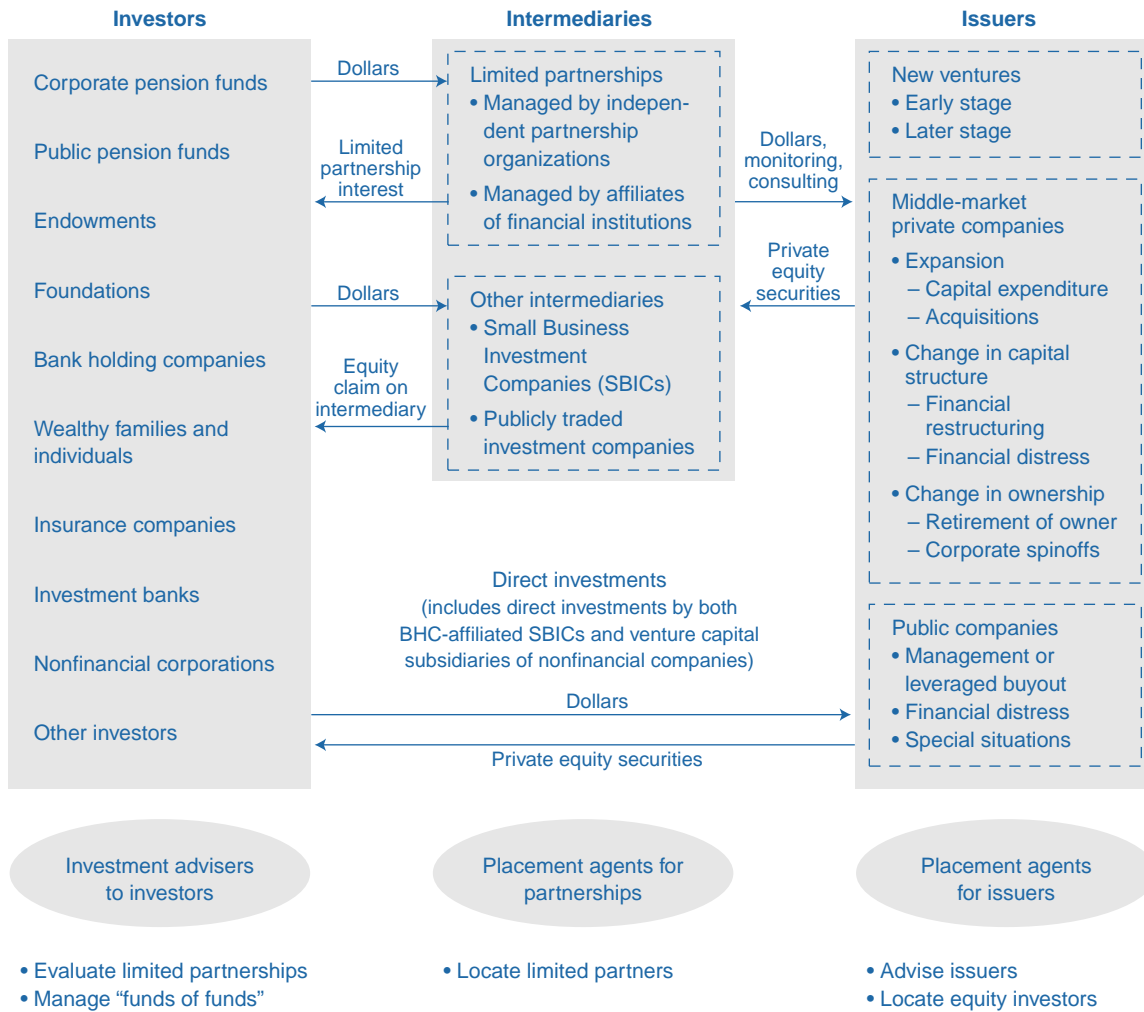 Investors
Corporate pension funds
Public pension funds
Endowments
Foundations
Bank holding companies
Wealthy families and
individuals
Insurance companies
Investment banks
Nonfinancial corporations
Other investors
Dollars
Limited
partnership
interest
Dollars
Equity
claim on
intermediary
Intermediaries
Limited partnerships
• Managed by indepen-
dent partnership
organizations
• Managed by affiliates
of financial institutions
Other intermediaries
• Small Business
Investment
Companies (SBICs)
• Publicly traded
investment companies
Dollars,
monitoring,
consulting
Private
equity
securities
Issuers
New ventures
• Early stage
• Later stage
Middle-market
private companies
• Expansion
– Capital expenditure
– Acquisitions
• Change in capital
structure
– Financial
restructuring
– Financial distress
• Change in ownership
– Retirement of owner
– Corporate spinoffs
Public companies
• Management or
leveraged buyout
• Financial distress
• Special situations
Direct investments
(includes direct investments by both
BHC-affiliated SBICs and venture capital
subsidiaries of nonfinancial companies)
Dollars
Private equity securities
Investment advisers
to investors
• Evaluate limited partnerships
• Manage “funds of funds”
Placement agents for
partnerships
• Locate limited partners
Placement agents
for issuers
• Advise issuers
• Locate equity investors